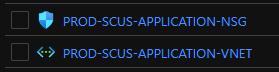 PROD-SCUS-APPLICATION-NSG
PROD-SCUS-APPLICATION-VNET